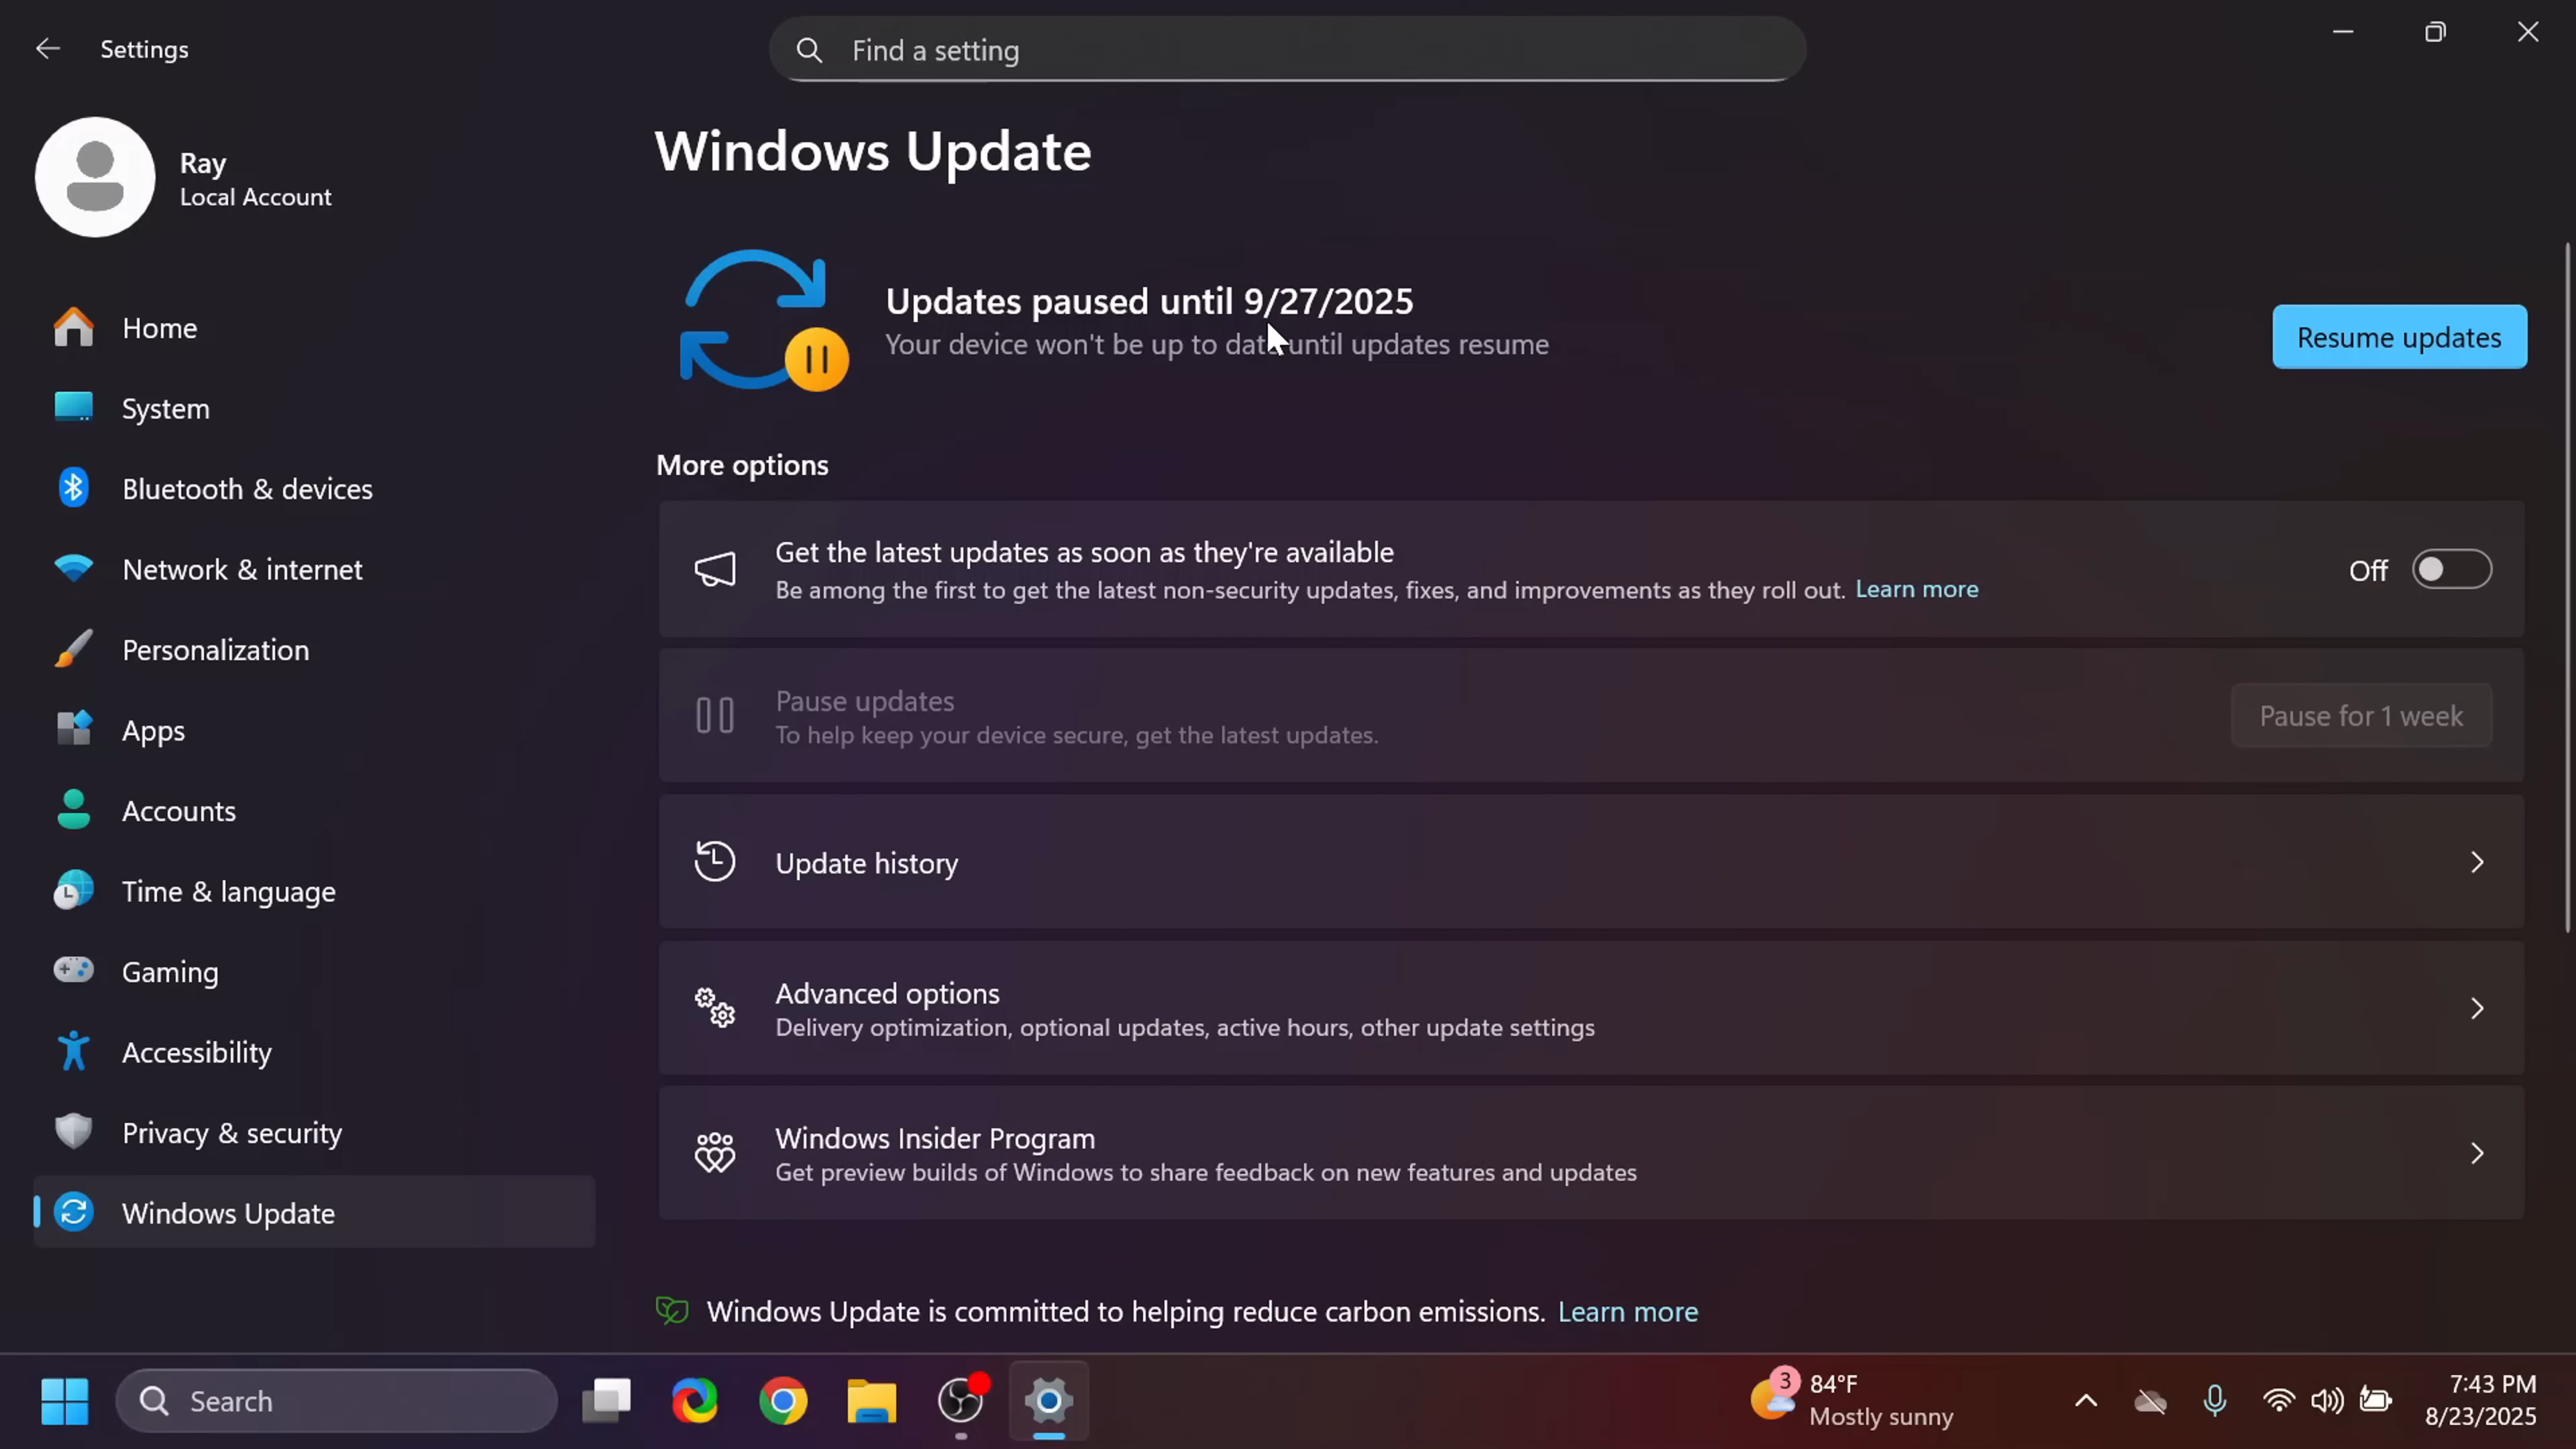 Settings
Find a setting
Ray
Local Account
Home
System
Bluetooth & devices
Network & internet
Personalization
Apps
Accounts
Time & language
Gaming
Accessibility
Privacy & security
Windows Update
Windows Update
Updates paused until 9/27/2025
Your device won't be up to date until updates resume
Resume updates
More options
Get the latest updates as soon as they're available
Be among the first to get the latest non-security updates, fixes, and improvements as they roll out. Learn more
Off
Pause updates
To help keep your device secure, get the latest updates.
Pause for 1 week
Update history
Advanced options
Delivery optimization, optional updates, active hours, other update settings
Windows Insider Program
Get preview builds of Windows to share feedback on new features and updates
Windows Update is committed to helping reduce carbon emissions. Learn more
Search
3
84°F
Mostly sunny
7:43 PM
8/23/2025